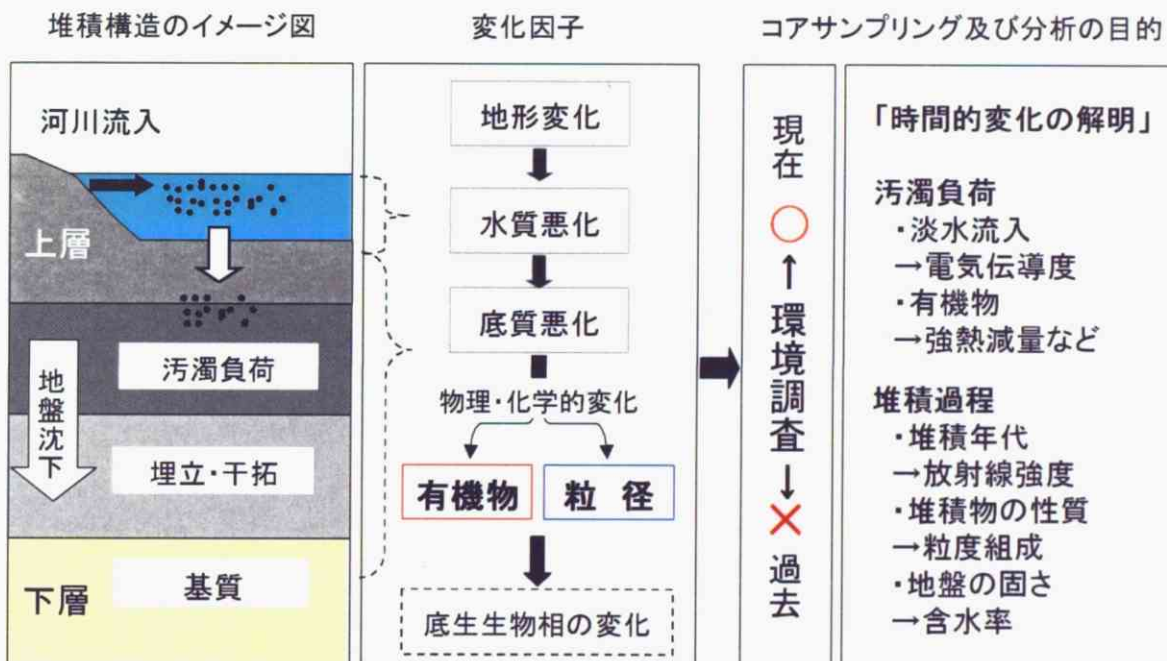 堆積構造のイメージ図
変化因子
コアサンプリング及び分析の目的
河川流入
上層
汚濁負荷
地盤沈下
埋立・干拓
下層
基質
地形変化
水質悪化
底質悪化
物理・化学的変化
有機物
粒 径
底生生物相の変化
現在
○
↑
環境調査
↓
×
過去
「時間的変化の解明」
汚濁負荷
・淡水流入
→電気伝導度
・有機物
→強熱減量など
堆積過程
・堆積年代
→放射線強度
・堆積物の性質
→粒度組成
・地盤の固さ
→含水率